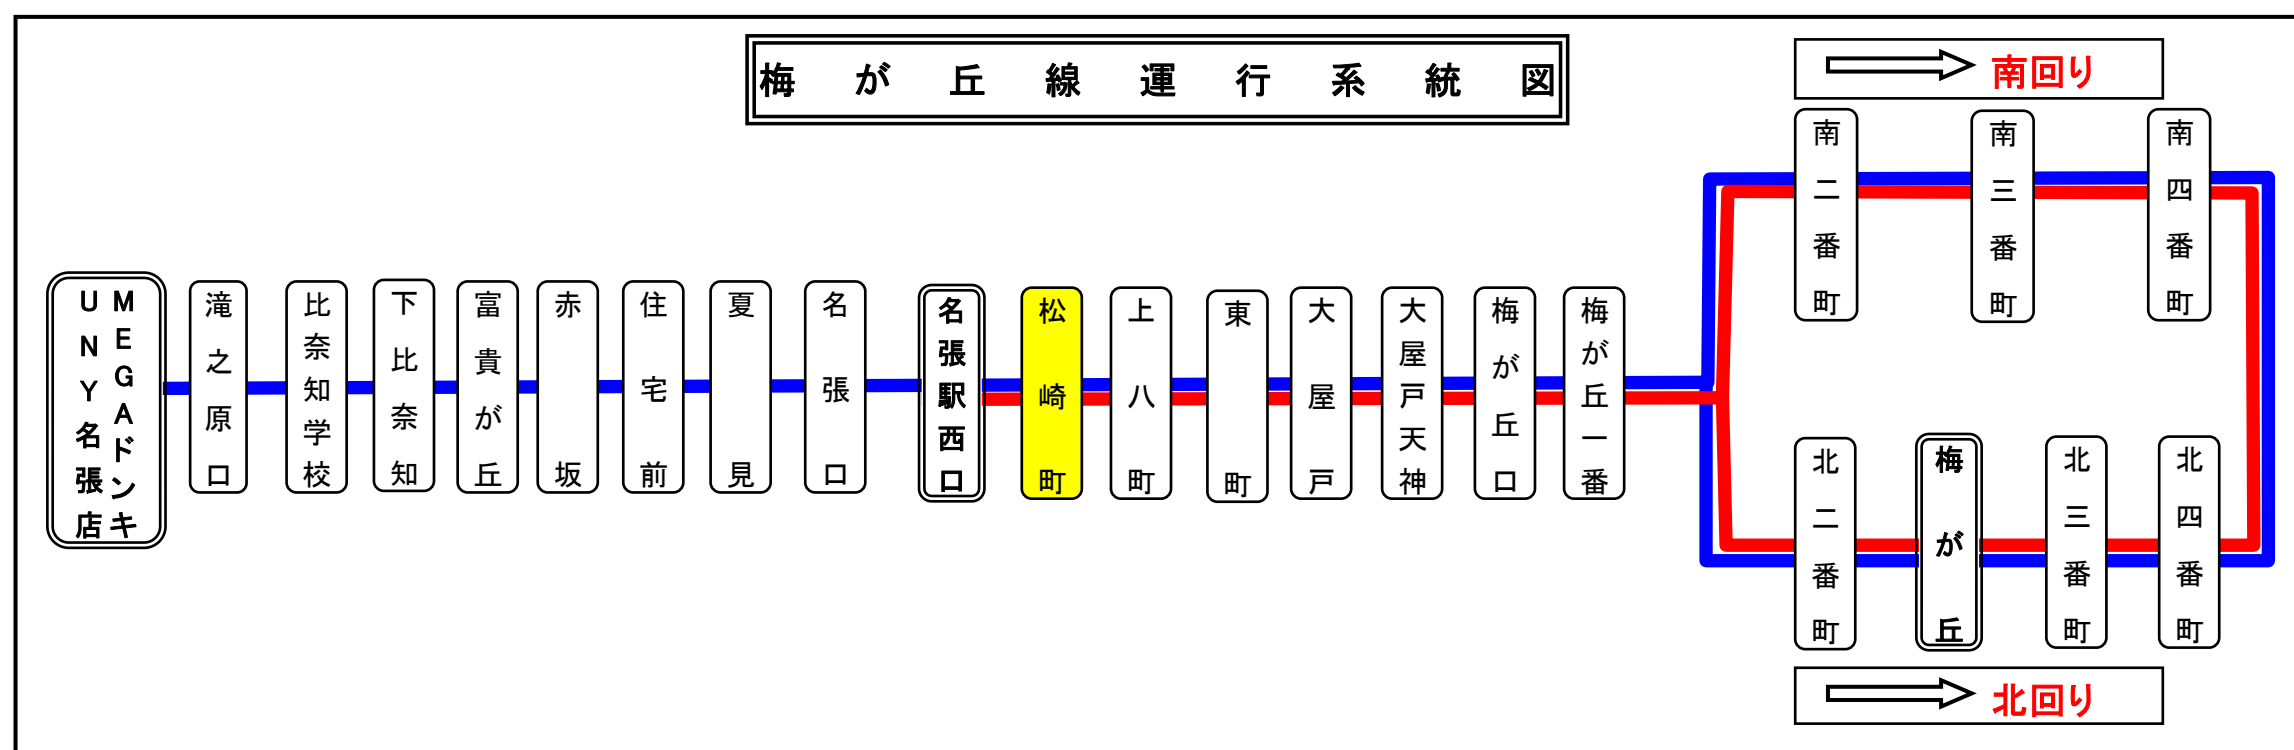 梅が丘線運行系統図
南回り
南二番町
南三番町
南四番町
MEGAドンキ
UNY名張店
滝之原口
比奈知学校
下比奈知
富貴が丘
赤坂
住宅前
夏見
名張口
名張駅西口
松崎町
上八町
東町
大屋戸
大屋戸天神
梅が丘口
梅が丘一番
北二番町
梅が丘
北三番町
北四番町
北回り